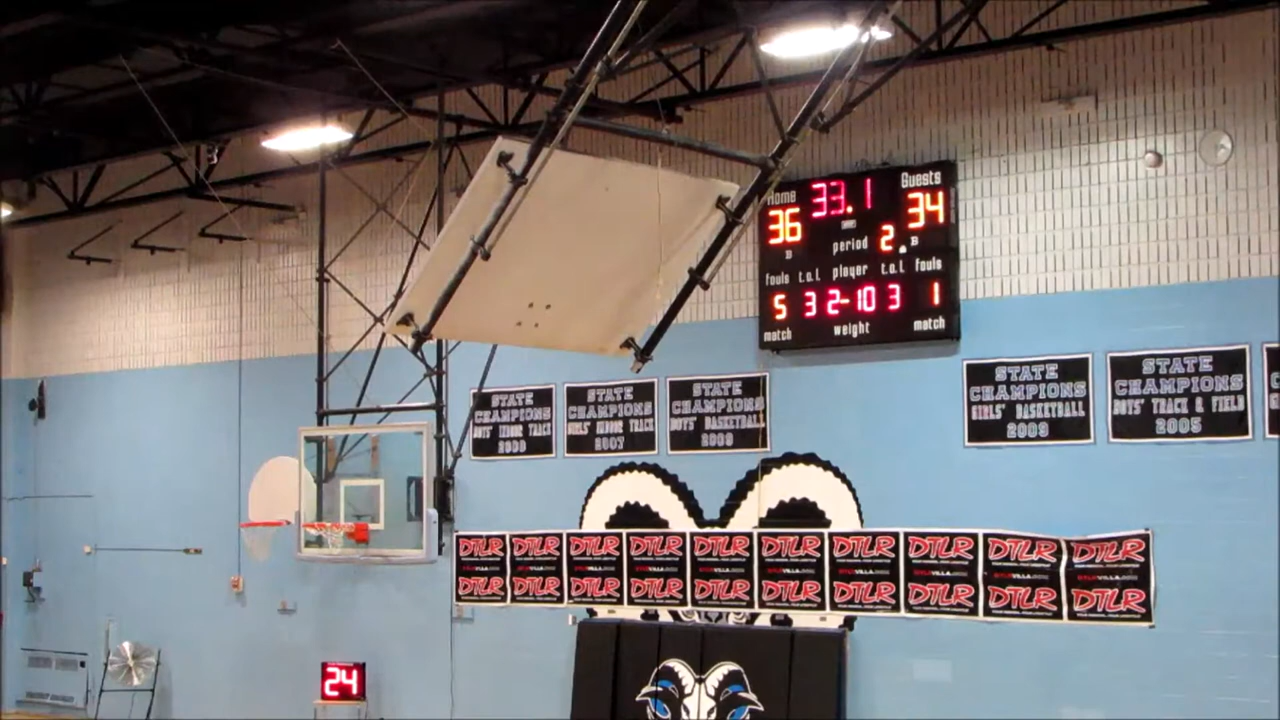 Home 33.1 Guests
36 34
period 2
B B
fouls t.o.l player t.o.l fouls
5 3 2-10 3 1
match weight match
STATE
CHAMPIONS
BOYS' INDOOR TRACK
STATE
CHAMPIONS
GIRLS' INDOOR TRACK
2007
STATE
CHAMPIONS
BOYS' BASKETBALL
STATE
CHAMPIONS
GIRLS' BASKETBALL
2009
STATE
CHAMPIONS
BOYS' TRACK & FIELD
2005
DTLR DTLR DTLR DTLR DTLR DTLR DTLR DTLR DTLR DTLR
DTLR DTLR DTLR DTLR DTLR DTLR DTLR DTLR DTLR DTLR
24